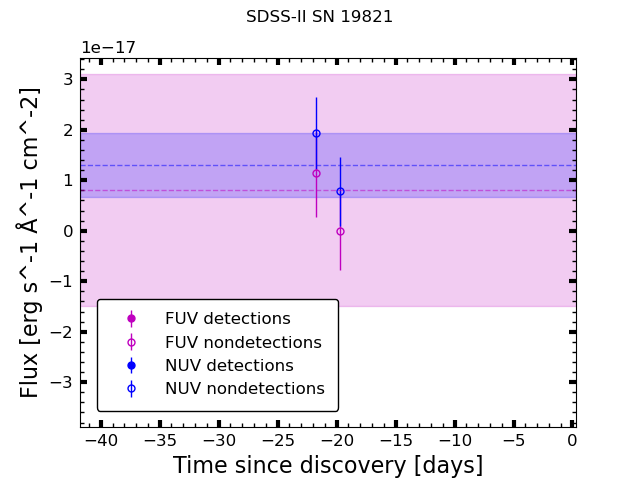 SDSS-II SN 19821
1e−17
3
2
1
0
−1
−2
−3
Flux [erg s^-1 Å^-1 cm^-2]
FUV detections
FUV nondetections
NUV detections
NUV nondetections
−40 −35 −30 −25 −20 −15 −10 −5 0
Time since discovery [days]